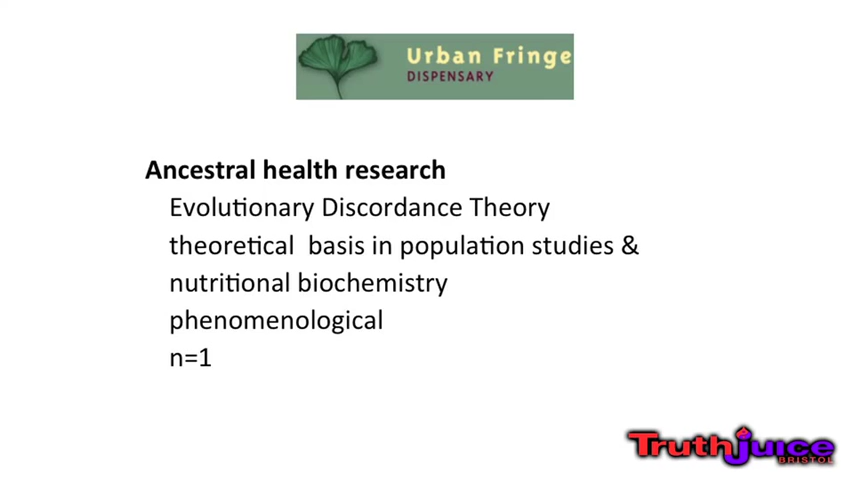 Urban Fringe
DISPENSARY
Ancestral health research
Evolutionary Discordance Theory
theoretical basis in population studies &
nutritional biochemistry
phenomenological
n=1
Truthjuice
BRISTOL